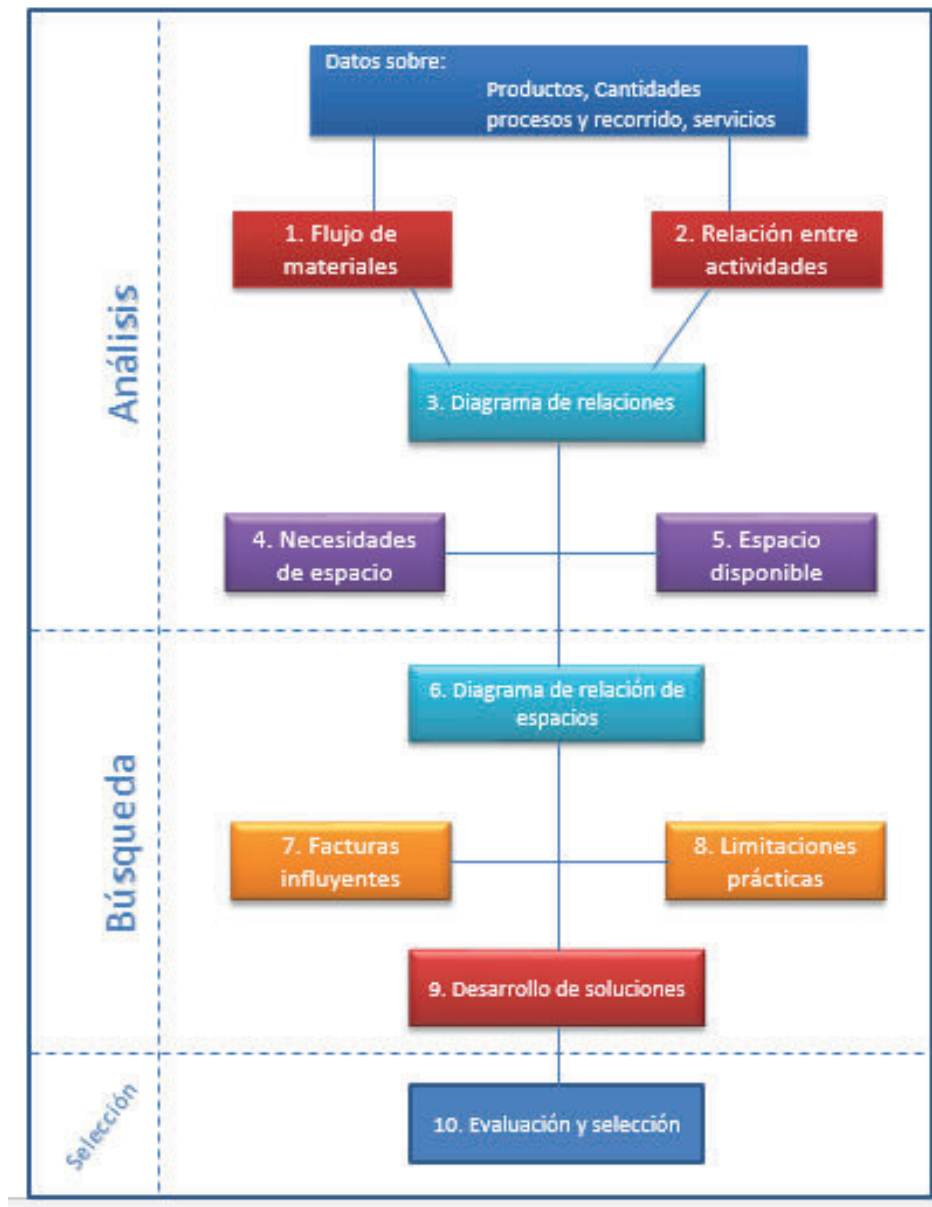 Datos sobre:
Productos, Cantidades
procesos y recorrido, servicios
1. Flujo de
materiales
2. Relación entre
actividades
Análisis
3. Diagrama de relaciones
4. Necesidades
de espacio
5. Espacio
disponible
6. Diagrama de relación de
espacios
Búsqueda
7. Facturas
influyentes
8. Limitaciones
prácticas
9. Desarrollo de soluciones
Selección
10. Evaluación y selección